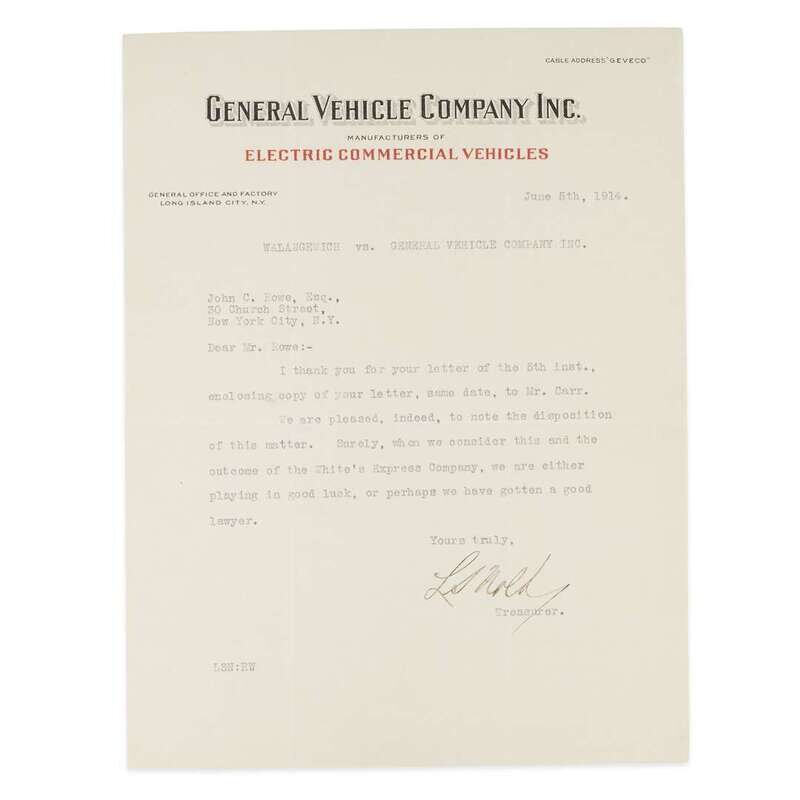 CABLE ADDRESS "GEVECO"
GENERAL VEHICLE COMPANY INC.
MANUFACTURERS OF
ELECTRIC COMMERCIAL VEHICLES
GENERAL OFFICE AND FACTORY
LONG ISLAND CITY, N.Y.
June 5th, 1914.
WALANGEWICH vs. GENERAL VEHICLE COMPANY INC.
John C. Rowe, Esq.,
30 Church Street,
New York City, N.Y.
Dear Mr. Rowe:-
I thank you for your letter of the 5th inst.,
enclosing copy of your letter, same date, to Mr. Carr.
We are pleased, indeed, to note the disposition
of this matter. Surely, when we consider this and the
outcome of the White's Express Company, we are either
playing in good luck, or perhaps we have gotten a good
lawyer.
Yours truly,
Treasurer.
LSN:RW